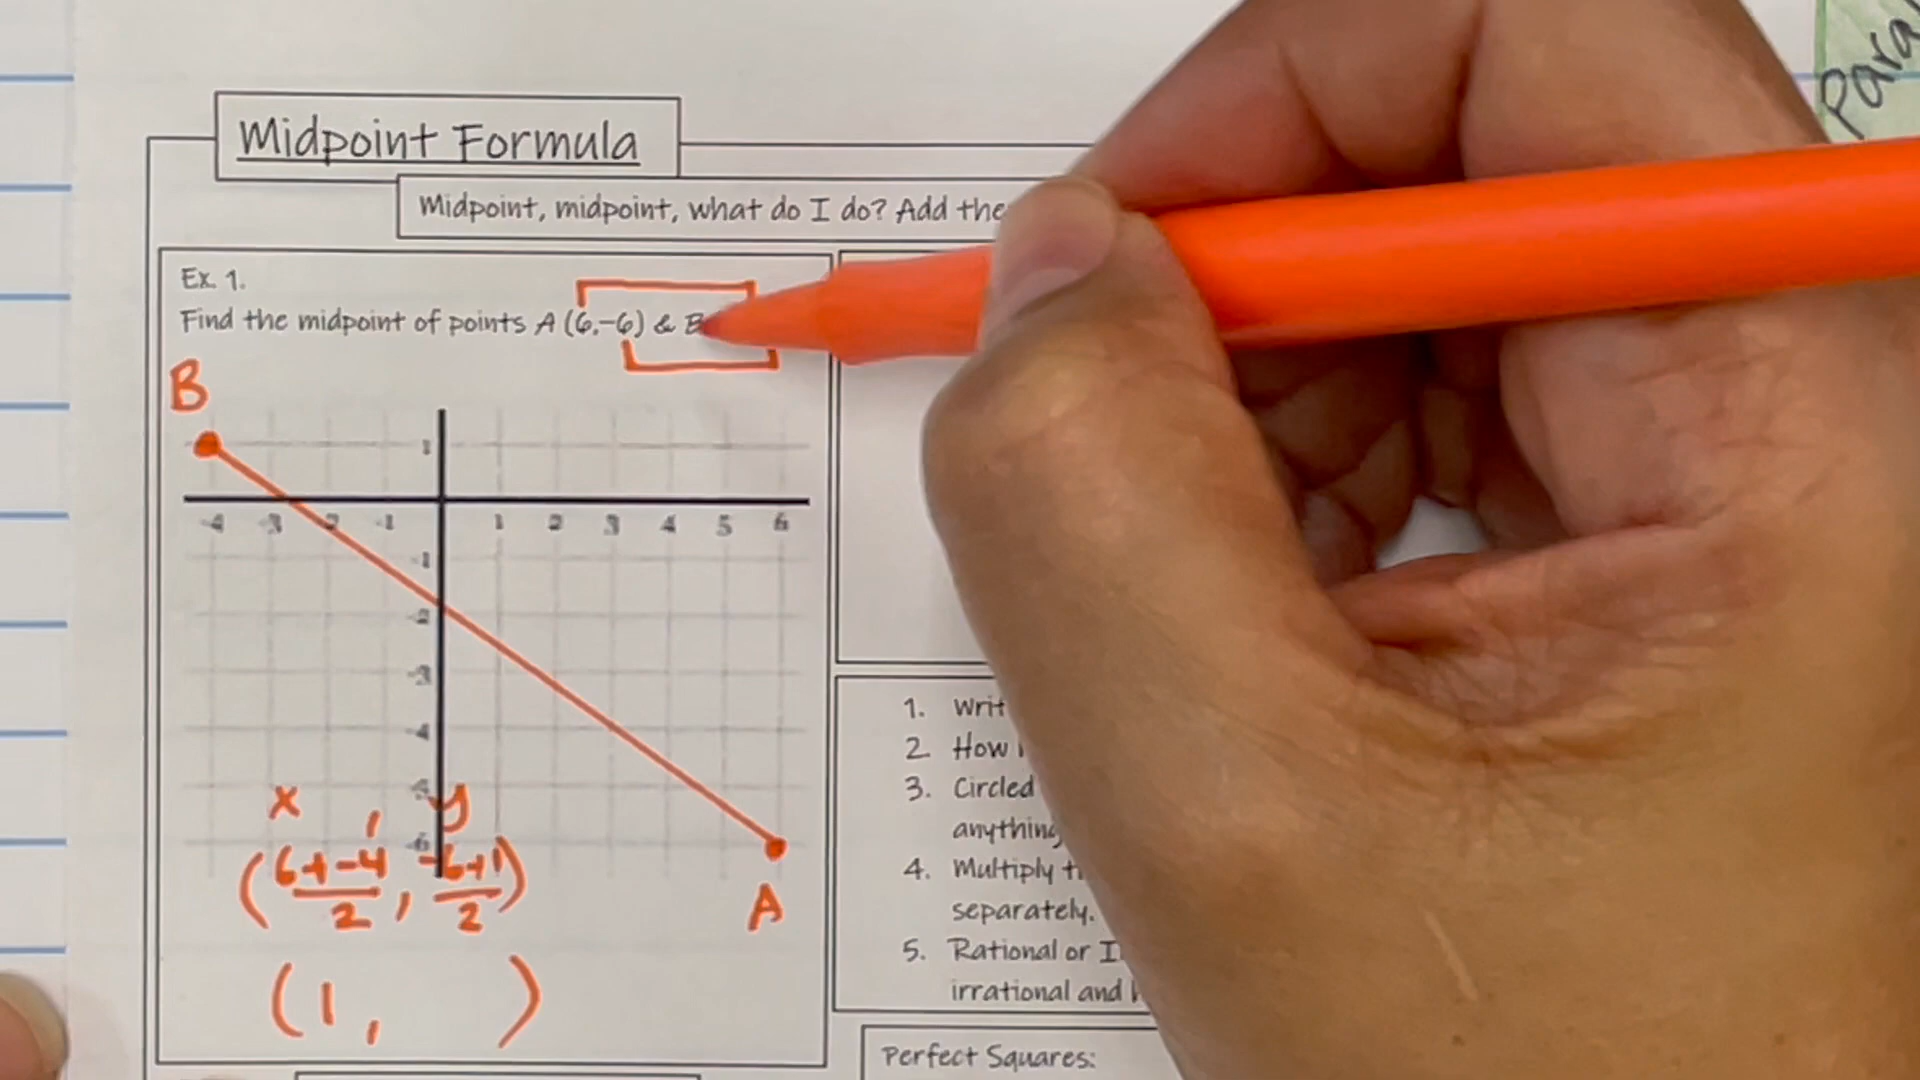 Para
Midpoint Formula
Midpoint, midpoint, what do I do? Add the
Ex. 1.
Find the midpoint of points A (6,-6) & B
B
1
-4 -3 -2 -1 1 2 3 4 5 6
-1
-2
-3
-4
-5
-6
x , y
(6+-4/2, -6+1/2)
A
(1, )
1. Writ
2 How
3. Circled
anything
4. Multiply t
separately.
5. Rational or I
irrational and
Perfect Squares: